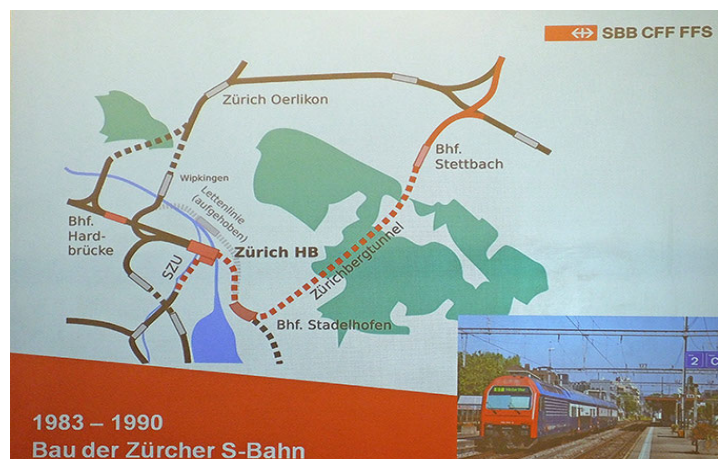 SBB CFF FFS
Zürich Oerlikon
Bhf.
Stettbach
Wipkingen
Lettenlinie
(aufgehoben)
Bhf.
Hard-
brücke
SZU
Zürich HB
Zürichbergtunnel
Bhf. Stadelhofen
2 C
1983 – 1990
Bau der Zürcher S-Bahn